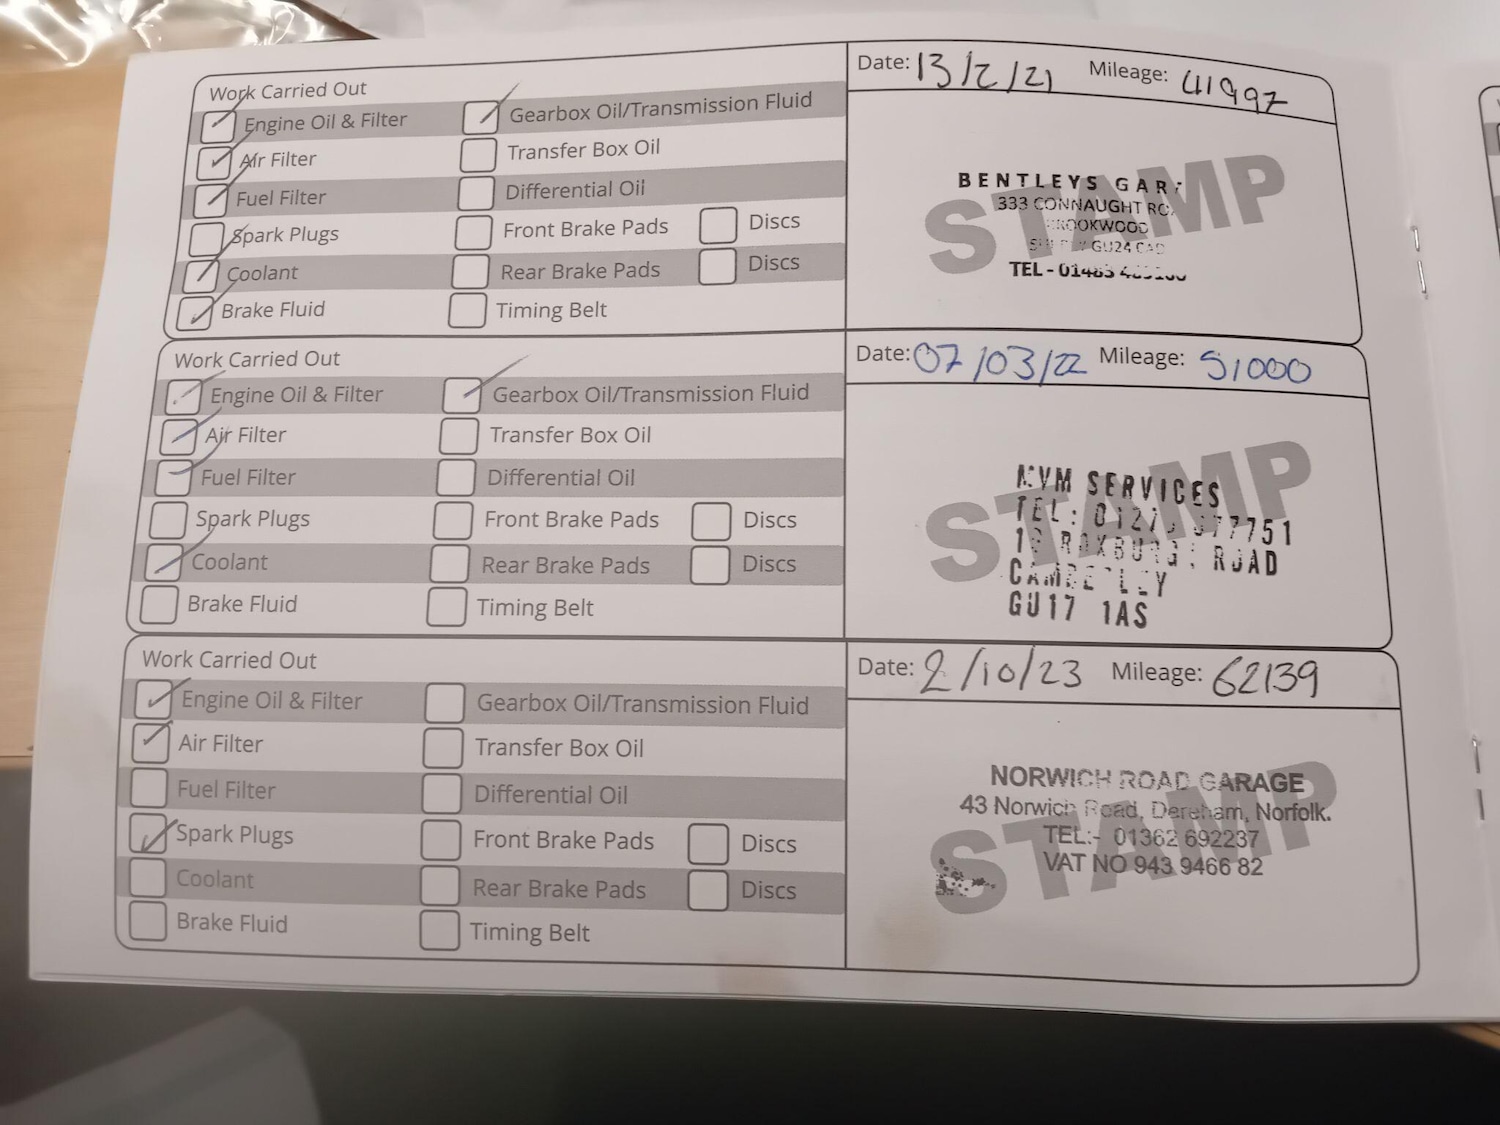 Work Carried Out
Engine Oil & Filter Gearbox Oil/Transmission Fluid
Air Filter Transfer Box Oil
Fuel Filter Differential Oil
Spark Plugs Front Brake Pads Discs
Coolant Rear Brake Pads Discs
Brake Fluid Timing Belt
Date: 13/2/21 Mileage: 41997
STAMP
BENTLEYS
333 CONNAUGHT
GU24
TEL - 01483
Work Carried Out
Engine Oil & Filter Gearbox Oil/Transmission Fluid
Air Filter Transfer Box Oil
Fuel Filter Differential Oil
Spark Plugs Front Brake Pads Discs
Coolant Rear Brake Pads Discs
Brake Fluid Timing Belt
Date: 07/03/22 Mileage: 51000
STAMP
SERVICES
TEL:
ROAD
GU17 1AS
Work Carried Out
Engine Oil & Filter Gearbox Oil/Transmission Fluid
Air Filter Transfer Box Oil
Fuel Filter Differential Oil
Spark Plugs Front Brake Pads Discs
Coolant Rear Brake Pads Discs
Brake Fluid Timing Belt
Date: 2/10/23 Mileage: 62139
STAMP
NORWICH ROAD GARAGE
43 Norwich Road, Dereham, Norfolk.
TEL:- 01362 692237
VAT NO 943 9466 82